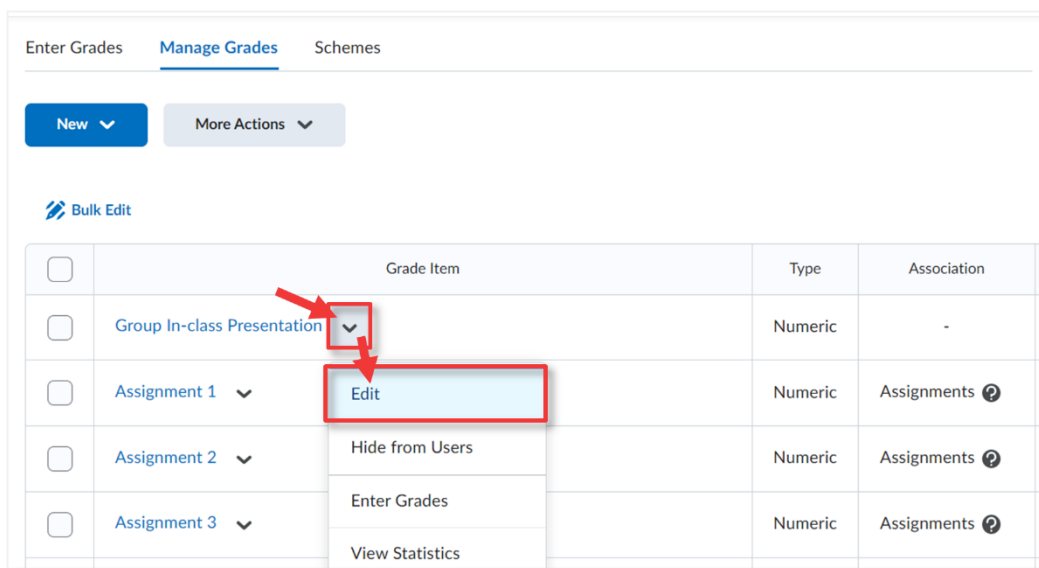 Enter Grades Manage Grades Schemes
New More Actions
Bulk Edit
Grade Item Type Association
Group In-class Presentation Numeric -
Assignment 1 Edit Numeric Assignments ?
Hide from Users
Assignment 2 Numeric Assignments ?
Enter Grades
Assignment 3 Numeric Assignments ?
View Statistics